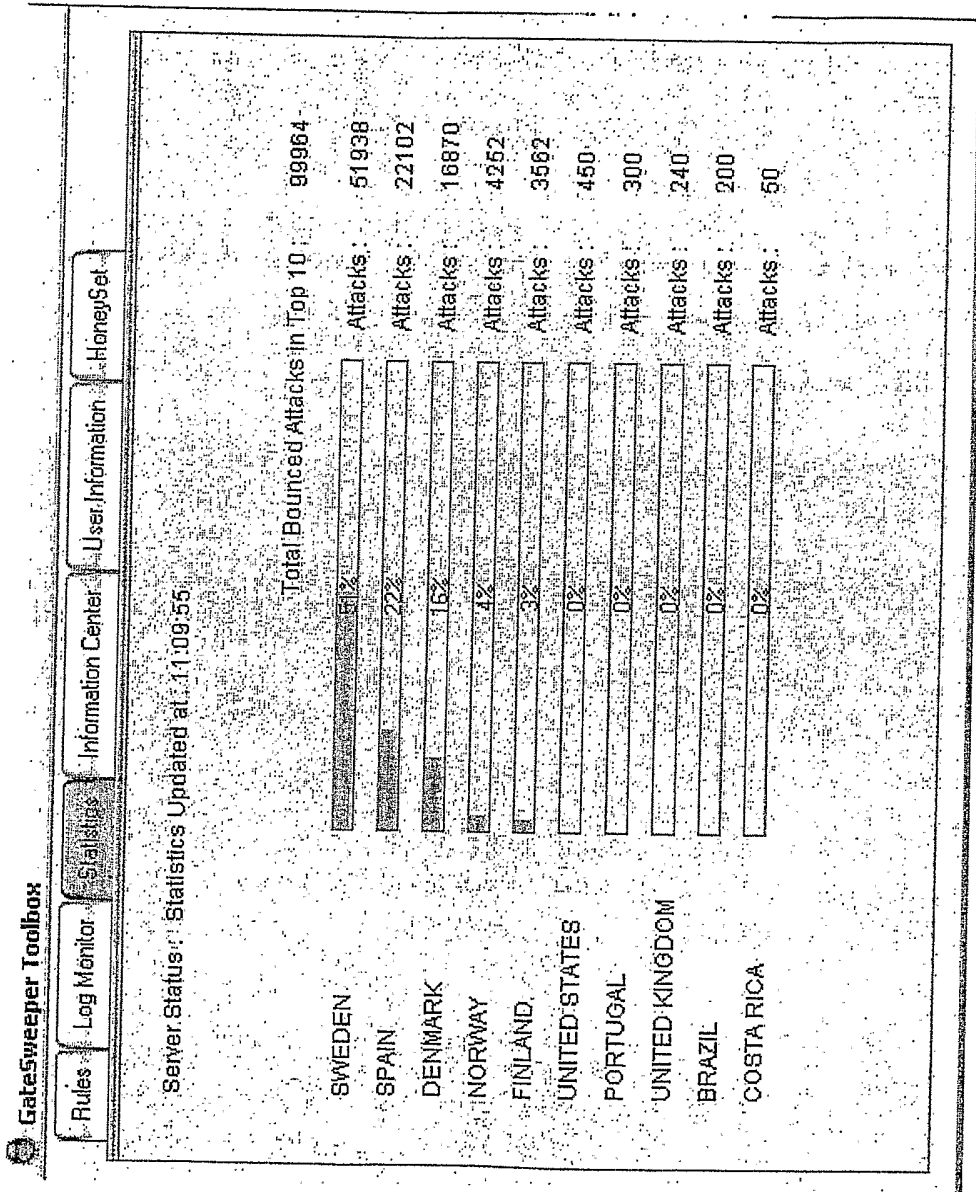 GateSweeper Toolbox
Rules Log Monitor Statistics Information Center User Information HoneySet
Server Status : Statistics Updated at : 11:09:55
Total Bounced Attacks in Top 10 : 99964
SWEDEN 51% Attacks : 51938
SPAIN 22% Attacks : 22102
DENMARK 16% Attacks : 16870
NORWAY 4% Attacks : 4252
FINLAND 3% Attacks : 3562
UNITED STATES 0% Attacks : 450
PORTUGAL 0% Attacks : 300
UNITED KINGDOM 0% Attacks : 240
BRAZIL 0% Attacks : 200
COSTA RICA 0% Attacks : 50